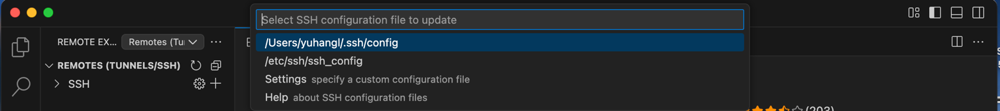 Select SSH configuration file to update
REMOTE EX... Remotes (Tu
/Users/yuhangl/.ssh/config
REMOTES (TUNNELS/SSH)
/etc/ssh/ssh_config
SSH
Settings specify a custom configuration file
Help about SSH configuration files
(203)